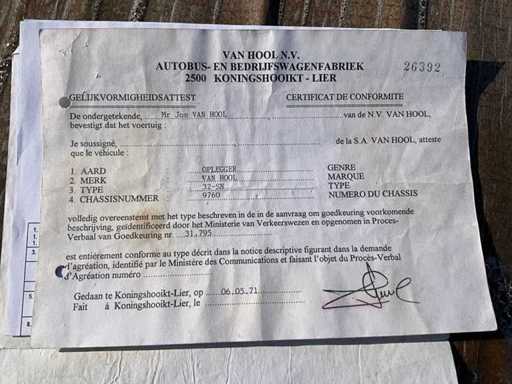 VAN HOOL N.V.
AUTOBUS- EN BEDRIJFSWAGENFABRIEK
2500 KONINGSHOOIKT - LIER
26392
GELIJKVORMIGHEIDSATTEST CERTIFICAT DE CONFORMITE
De ondergetekende, Mr Jos VAN HOOL van de N.V. VAN HOOL,
bevestigt dat het voertuig :
Je soussigné, de la S.A. VAN HOOL, atteste
que le véhicule :
1. AARD OPLEGGER GENRE
2. MERK VAN HOOL MARQUE
3. TYPE 32-SN TYPE
4. CHASSISNUMMER 9760 NUMERO DU CHASSIS
volledig overeenstemt met het type beschreven in de in de aanvraag om goedkeuring voorkomende
beschrijving, geidentificeerd door het Ministerie van Verkeerswezen en opgenomen in Proces-
Verbaal van Goedkeuring nr 31.795
est entièrement conforme au type décrit dans la notice descriptive figurant dans la demande
d'agréation, identifié par le Ministère des Communications et faisant l'objet du Procès-Verbal
d'Agréation numéro
Gedaan te Koningshooikt-Lier, op 06.05.71
Fait à Koningshooikt-Lier, le